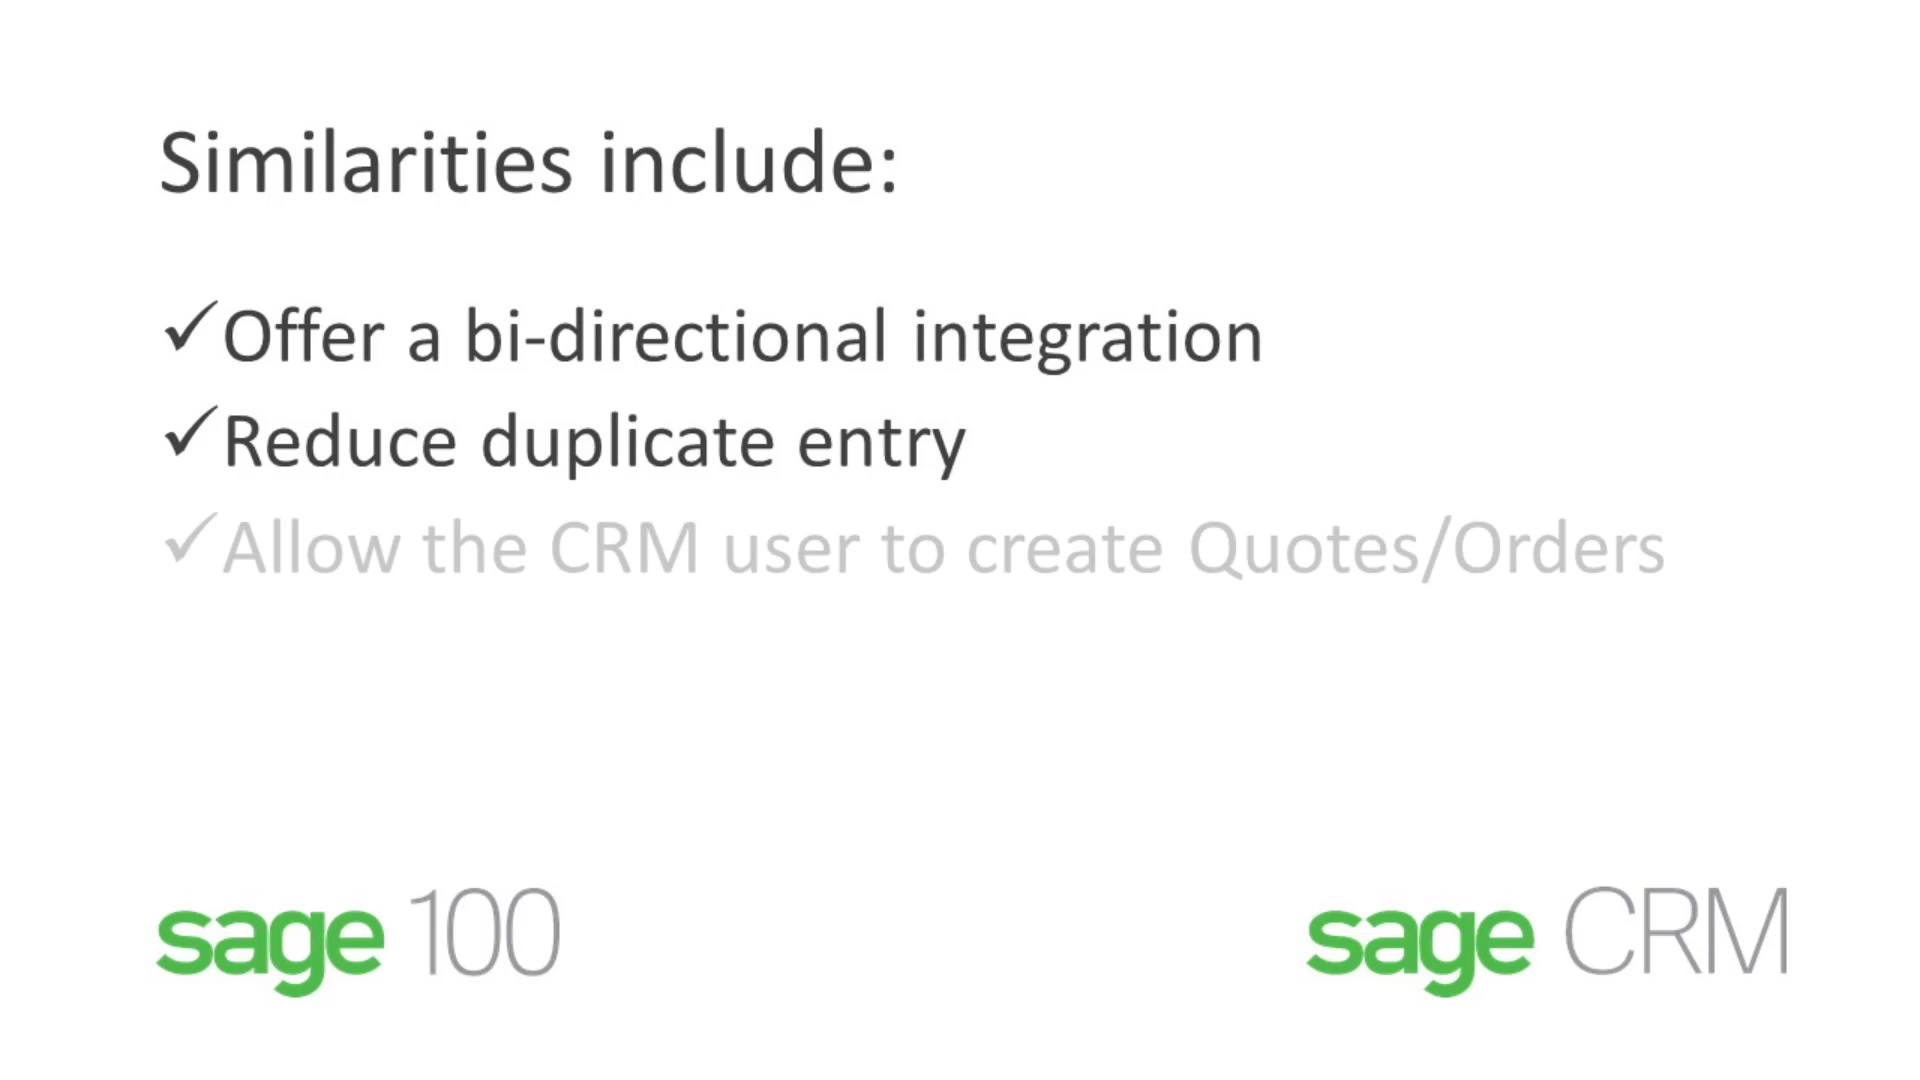 Similarities include:
✓Offer a bi-directional integration
✓Reduce duplicate entry
✓Allow the CRM user to create Quotes/Orders
sage 100
sage CRM